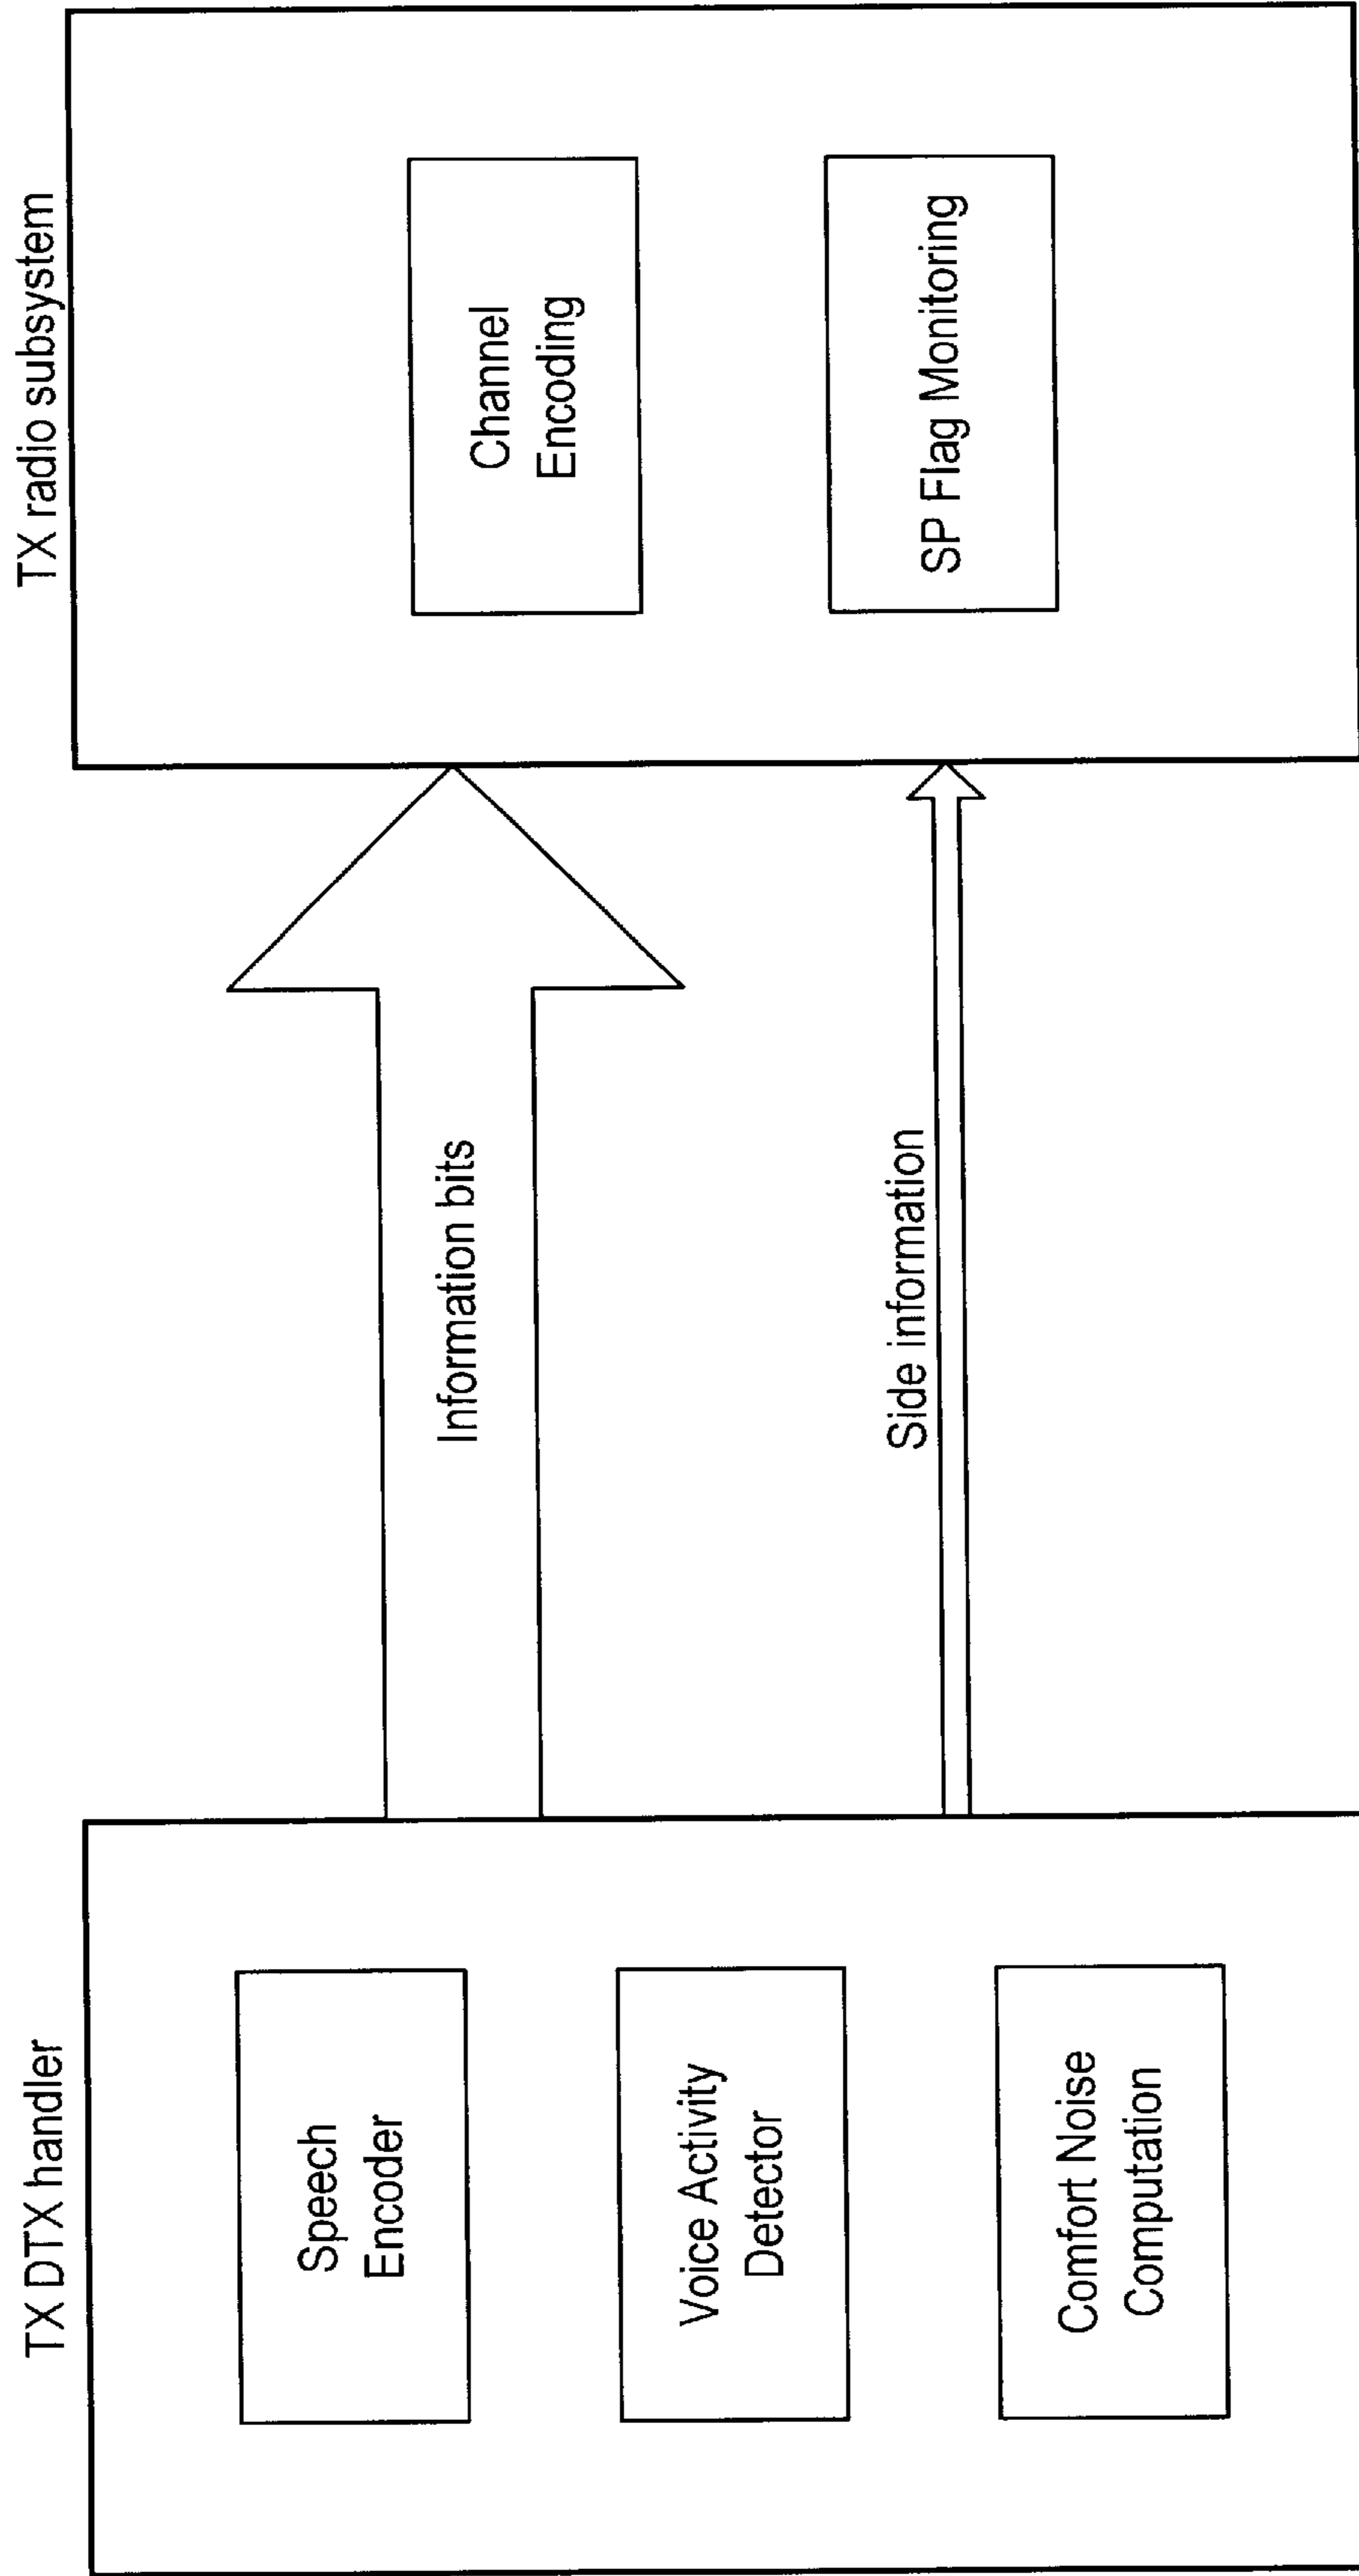 TX DTX handler
Speech
Encoder
Voice Activity
Detector
Comfort Noise
Computation
Information bits
Side information
TX radio subsystem
Channel
Encoding
SP Flag Monitoring